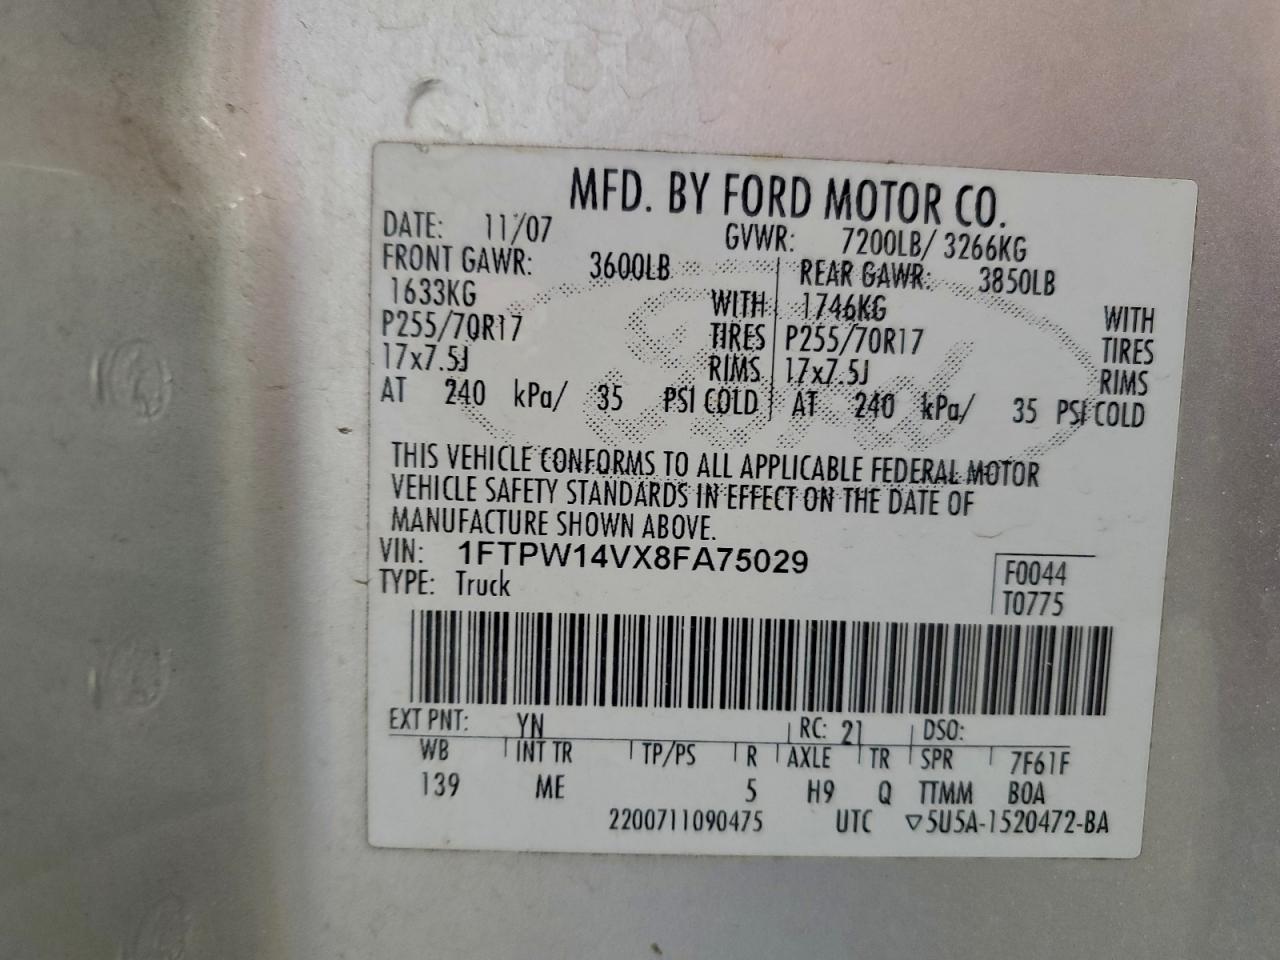 MFD. BY FORD MOTOR CO.
DATE: 11/07 GVWR: 7200LB/ 3266KG
FRONT GAWR: 3600LB REAR GAWR: 3850LB
1633KG WITH 1746KG WITH
P255/70R17 TIRES P255/70R17 TIRES
17x7.5J RIMS 17x7.5J RIMS
AT 240 kPa/ 35 PSI COLD AT 240 kPa/ 35 PSI COLD
THIS VEHICLE CONFORMS TO ALL APPLICABLE FEDERAL MOTOR
VEHICLE SAFETY STANDARDS IN EFFECT ON THE DATE OF
MANUFACTURE SHOWN ABOVE.
VIN: 1FTPW14VX8FA75029
F0044
TYPE: Truck
T0775
EXT PNT: YN RC: 21 DSO:
WB INT TR TP/PS R AXLE TR SPR 7F61F
139 ME 5 H9 Q TTMM BOA
2200711090475 UTC ▽5U5A-1520472-BA